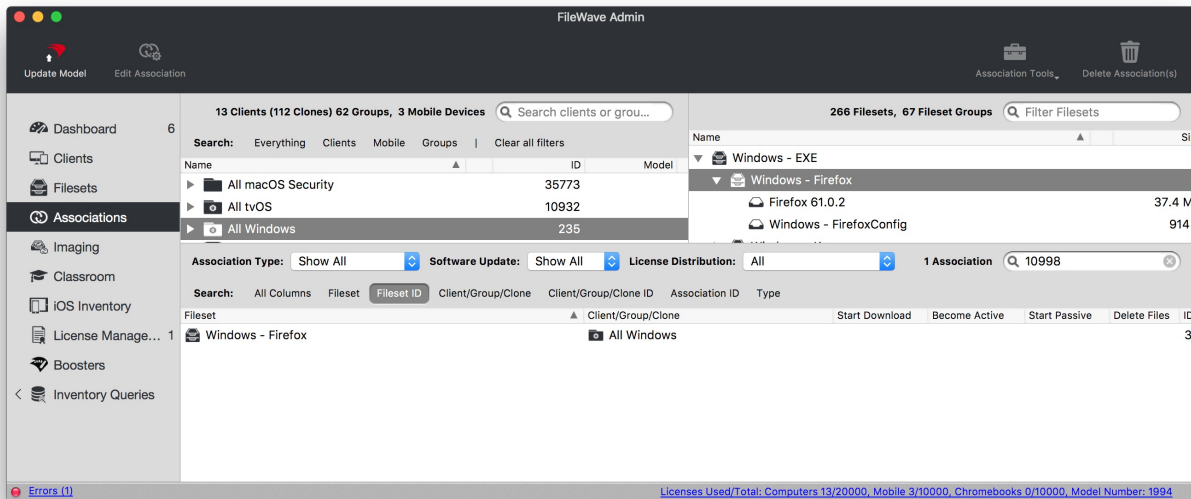 FileWave Admin
Update Model
Edit Association
Association Tools
Delete Association(s)
Dashboard 6
Clients
Filesets
Associations
Imaging
Classroom
iOS Inventory
License Manage... 1
Boosters
Inventory Queries
13 Clients (112 Clones) 62 Groups, 3 Mobile Devices
Search clients or grou...
Search: Everything Clients Mobile Groups | Clear all filters
Name ID Model
All macOS Security 35773
All tvOS 10932
All Windows 235
266 Filesets, 67 Fileset Groups
Filter Filesets
Name Si
Windows - EXE
Windows - Firefox
Firefox 61.0.2 37.4 M
Windows - FirefoxConfig 914
Association Type: Show All Software Update: Show All License Distribution: All 1 Association 10998
Search: All Columns Fileset Fileset ID Client/Group/Clone Client/Group/Clone ID Association ID Type
Fileset Client/Group/Clone Start Download Become Active Start Passive Delete Files ID
Windows - Firefox All Windows 3
Errors (1)
Licenses Used/Total: Computers 13/20000, Mobile 3/10000, Chromebooks 0/10000, Model Number: 1994